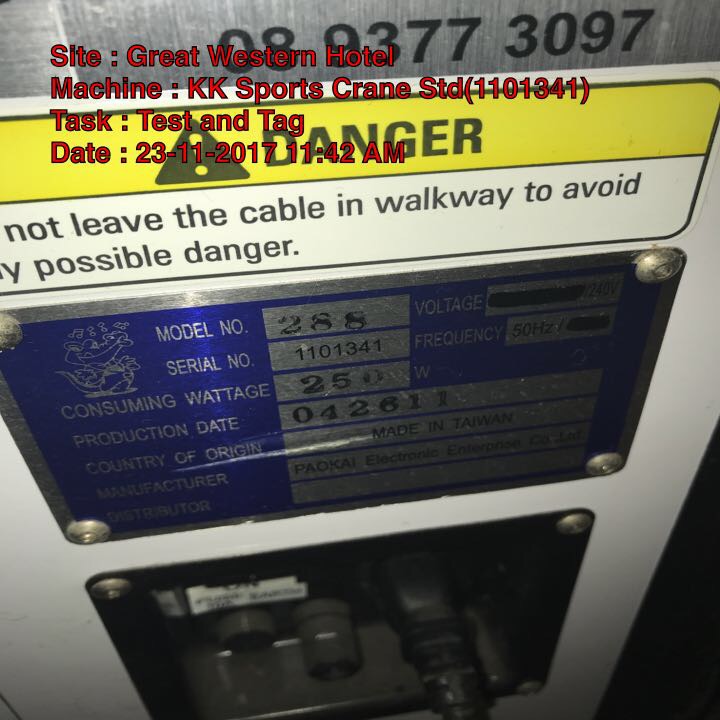 08 9377 3097
Site : Great Western Hotel
Machine : KK Sports Crane Std(1101341)
Task : Test and Tag
Date : 23-11-2017 11:42 AM
DANGER
not leave the cable in walkway to avoid
possible danger.
MODEL NO. 288
VOLTAGE /240V
SERIAL NO. 1101341
FREQUENCY 50Hz/
CONSUMING WATTAGE 250 W
PRODUCTION DATE 042611
COUNTRY OF ORIGIN MADE IN TAIWAN
MANUFACTURER PAOKAI Electronic Enterprise Co.,Ltd.
DISTRIBUTOR